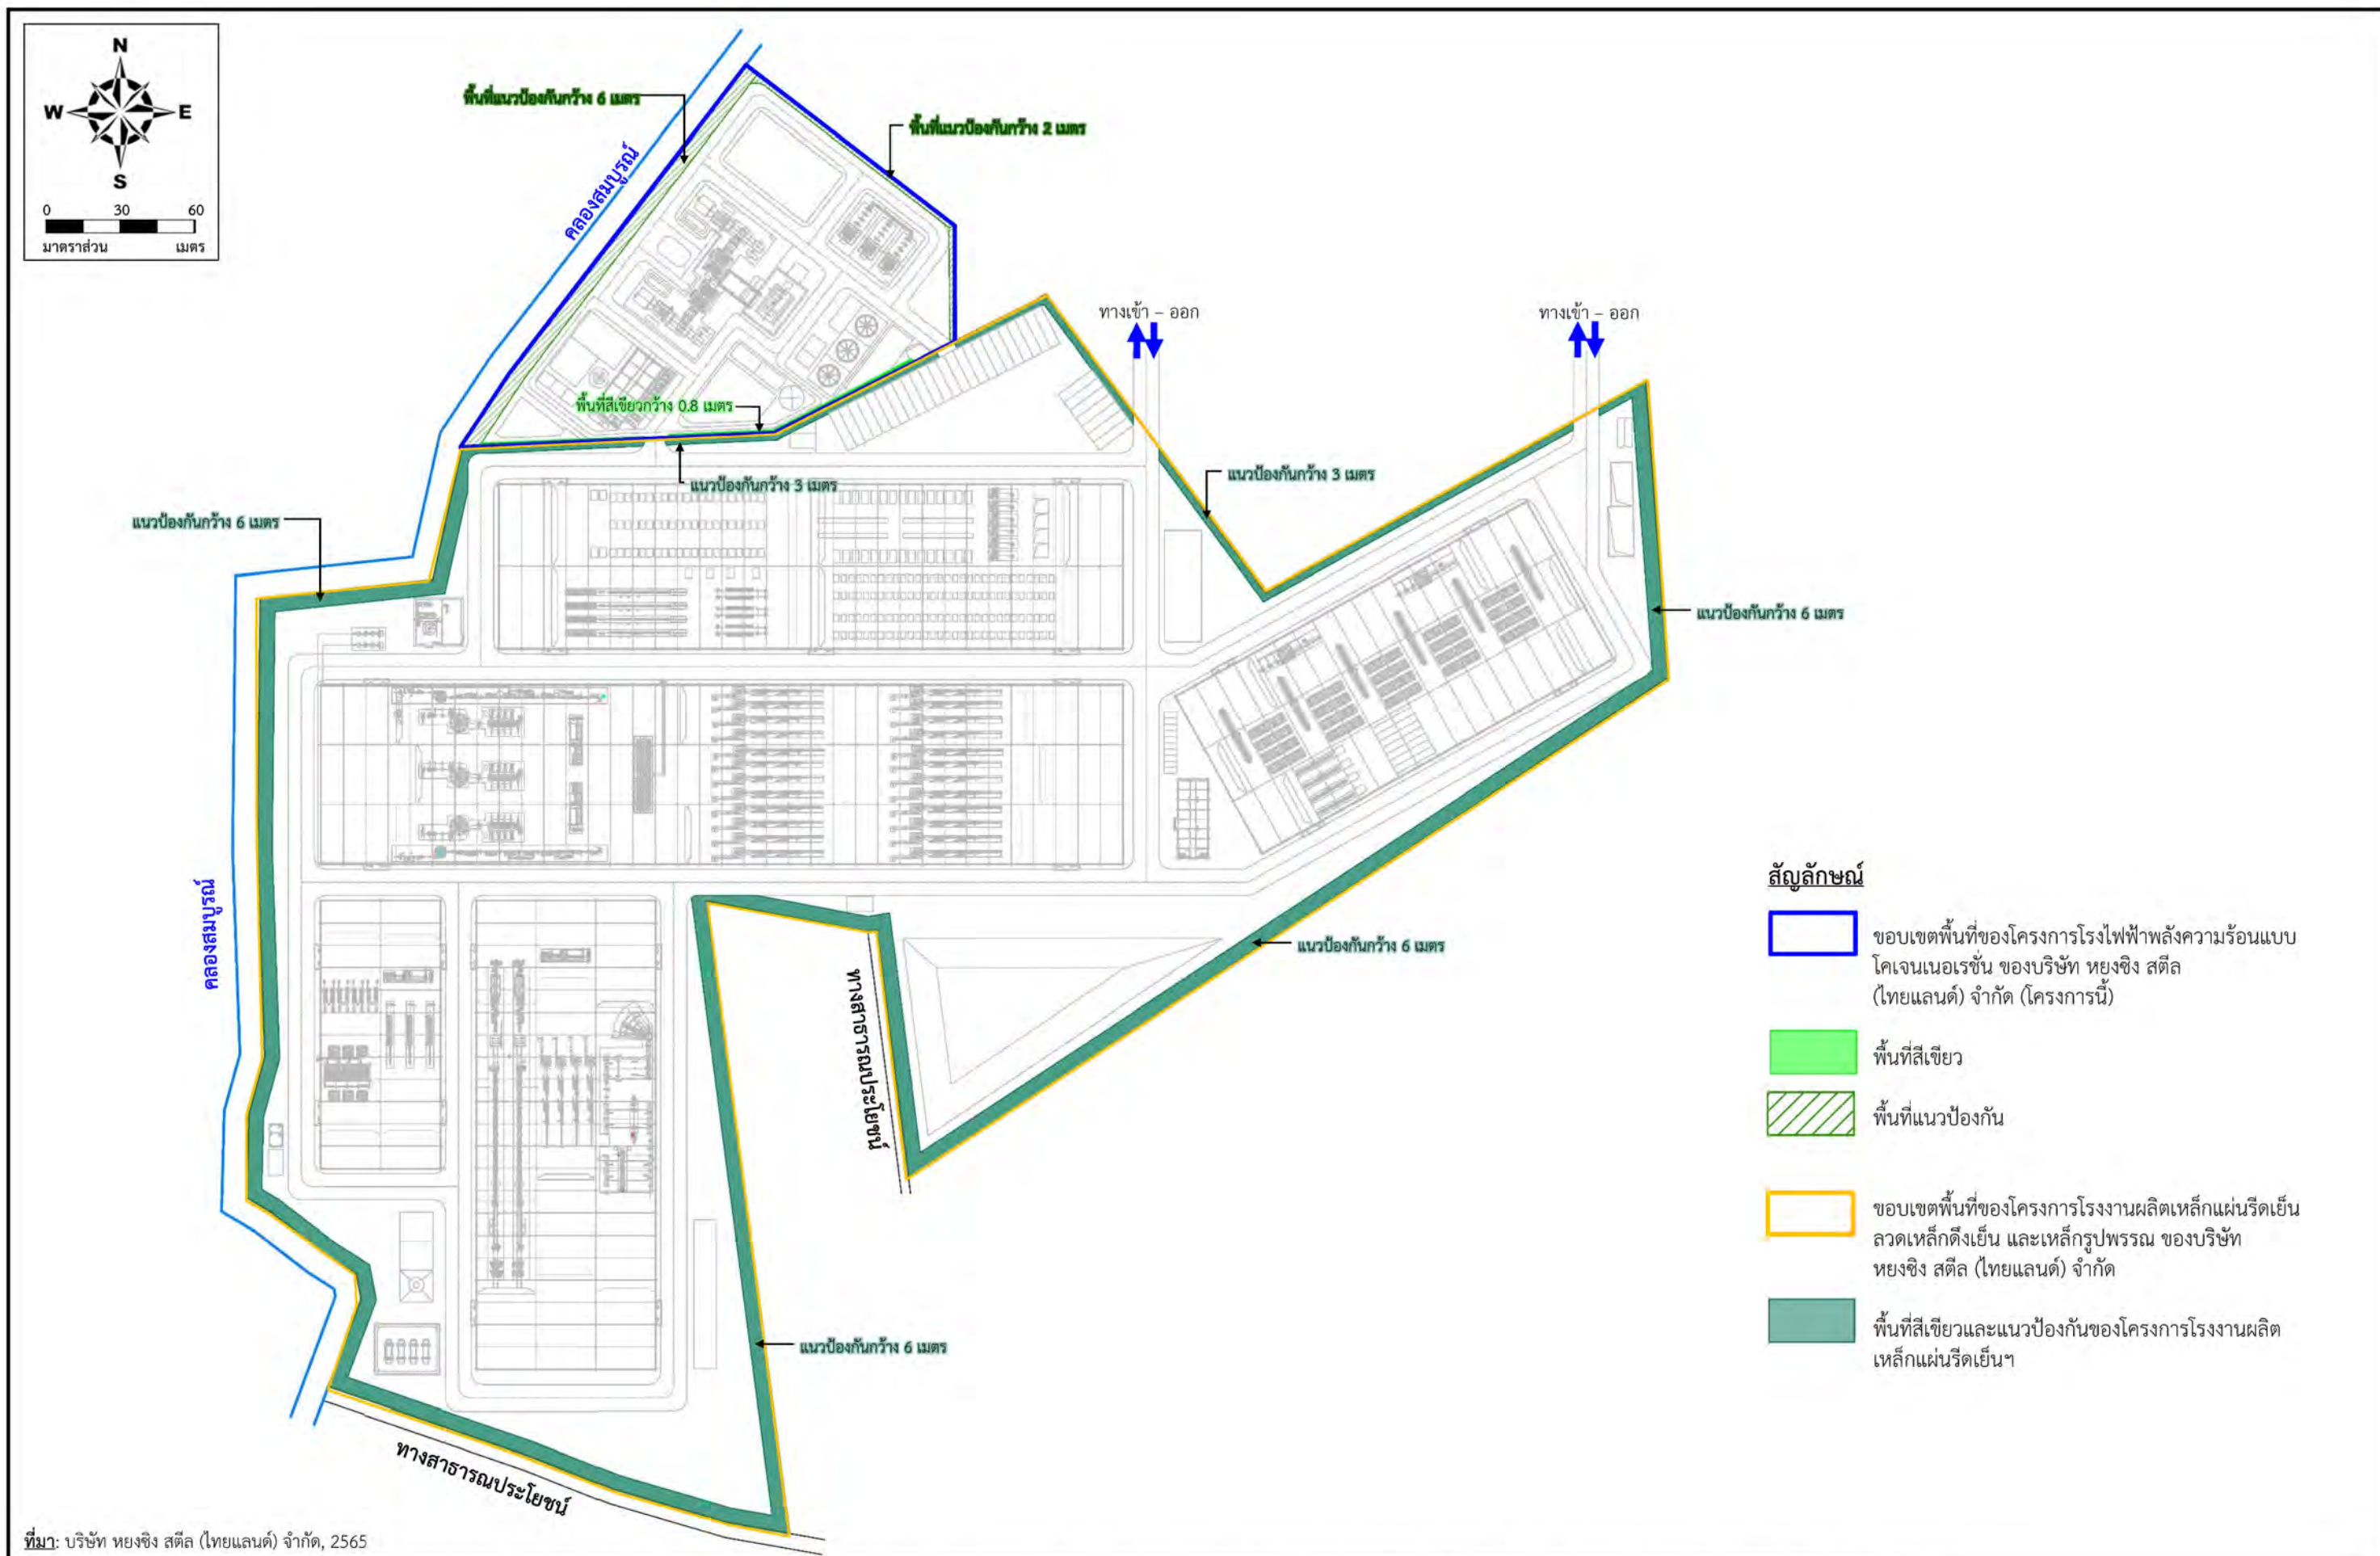 N
W E
S
0 30 60
มาตราส่วน เมตร
พื้นที่แนวป้องกันกว้าง 6 เมตร
พื้นที่แนวป้องกันกว้าง 2 เมตร
คลองสมบูรณ์
ทางเข้า – ออก
ทางเข้า – ออก
พื้นที่สีเขียวกว้าง 0.8 เมตร
แนวป้องกันกว้าง 3 เมตร
แนวป้องกันกว้าง 3 เมตร
แนวป้องกันกว้าง 6 เมตร
แนวป้องกันกว้าง 6 เมตร
คลองสมบูรณ์
แนวป้องกันกว้าง 6 เมตร
ทางสาธารณประโยชน์
แนวป้องกันกว้าง 6 เมตร
ทางสาธารณประโยชน์
สัญลักษณ์
ขอบเขตพื้นที่ของโครงการโรงไฟฟ้าพลังความร้อนแบบ
โคเจนเนอเรชั่น ของบริษัท หยงซิง สตีล
(ไทยแลนด์) จำกัด (โครงการนี้)
พื้นที่สีเขียว
พื้นที่แนวป้องกัน
ขอบเขตพื้นที่ของโครงการโรงงานผลิตเหล็กแผ่นรีดเย็น
ลวดเหล็กดึงเย็น และเหล็กรูปพรรณ ของบริษัท
หยงซิง สตีล (ไทยแลนด์) จำกัด
พื้นที่สีเขียวและแนวป้องกันของโครงการโรงงานผลิต
เหล็กแผ่นรีดเย็นฯ
ที่มา: บริษัท หยงซิง สตีล (ไทยแลนด์) จำกัด, 2565